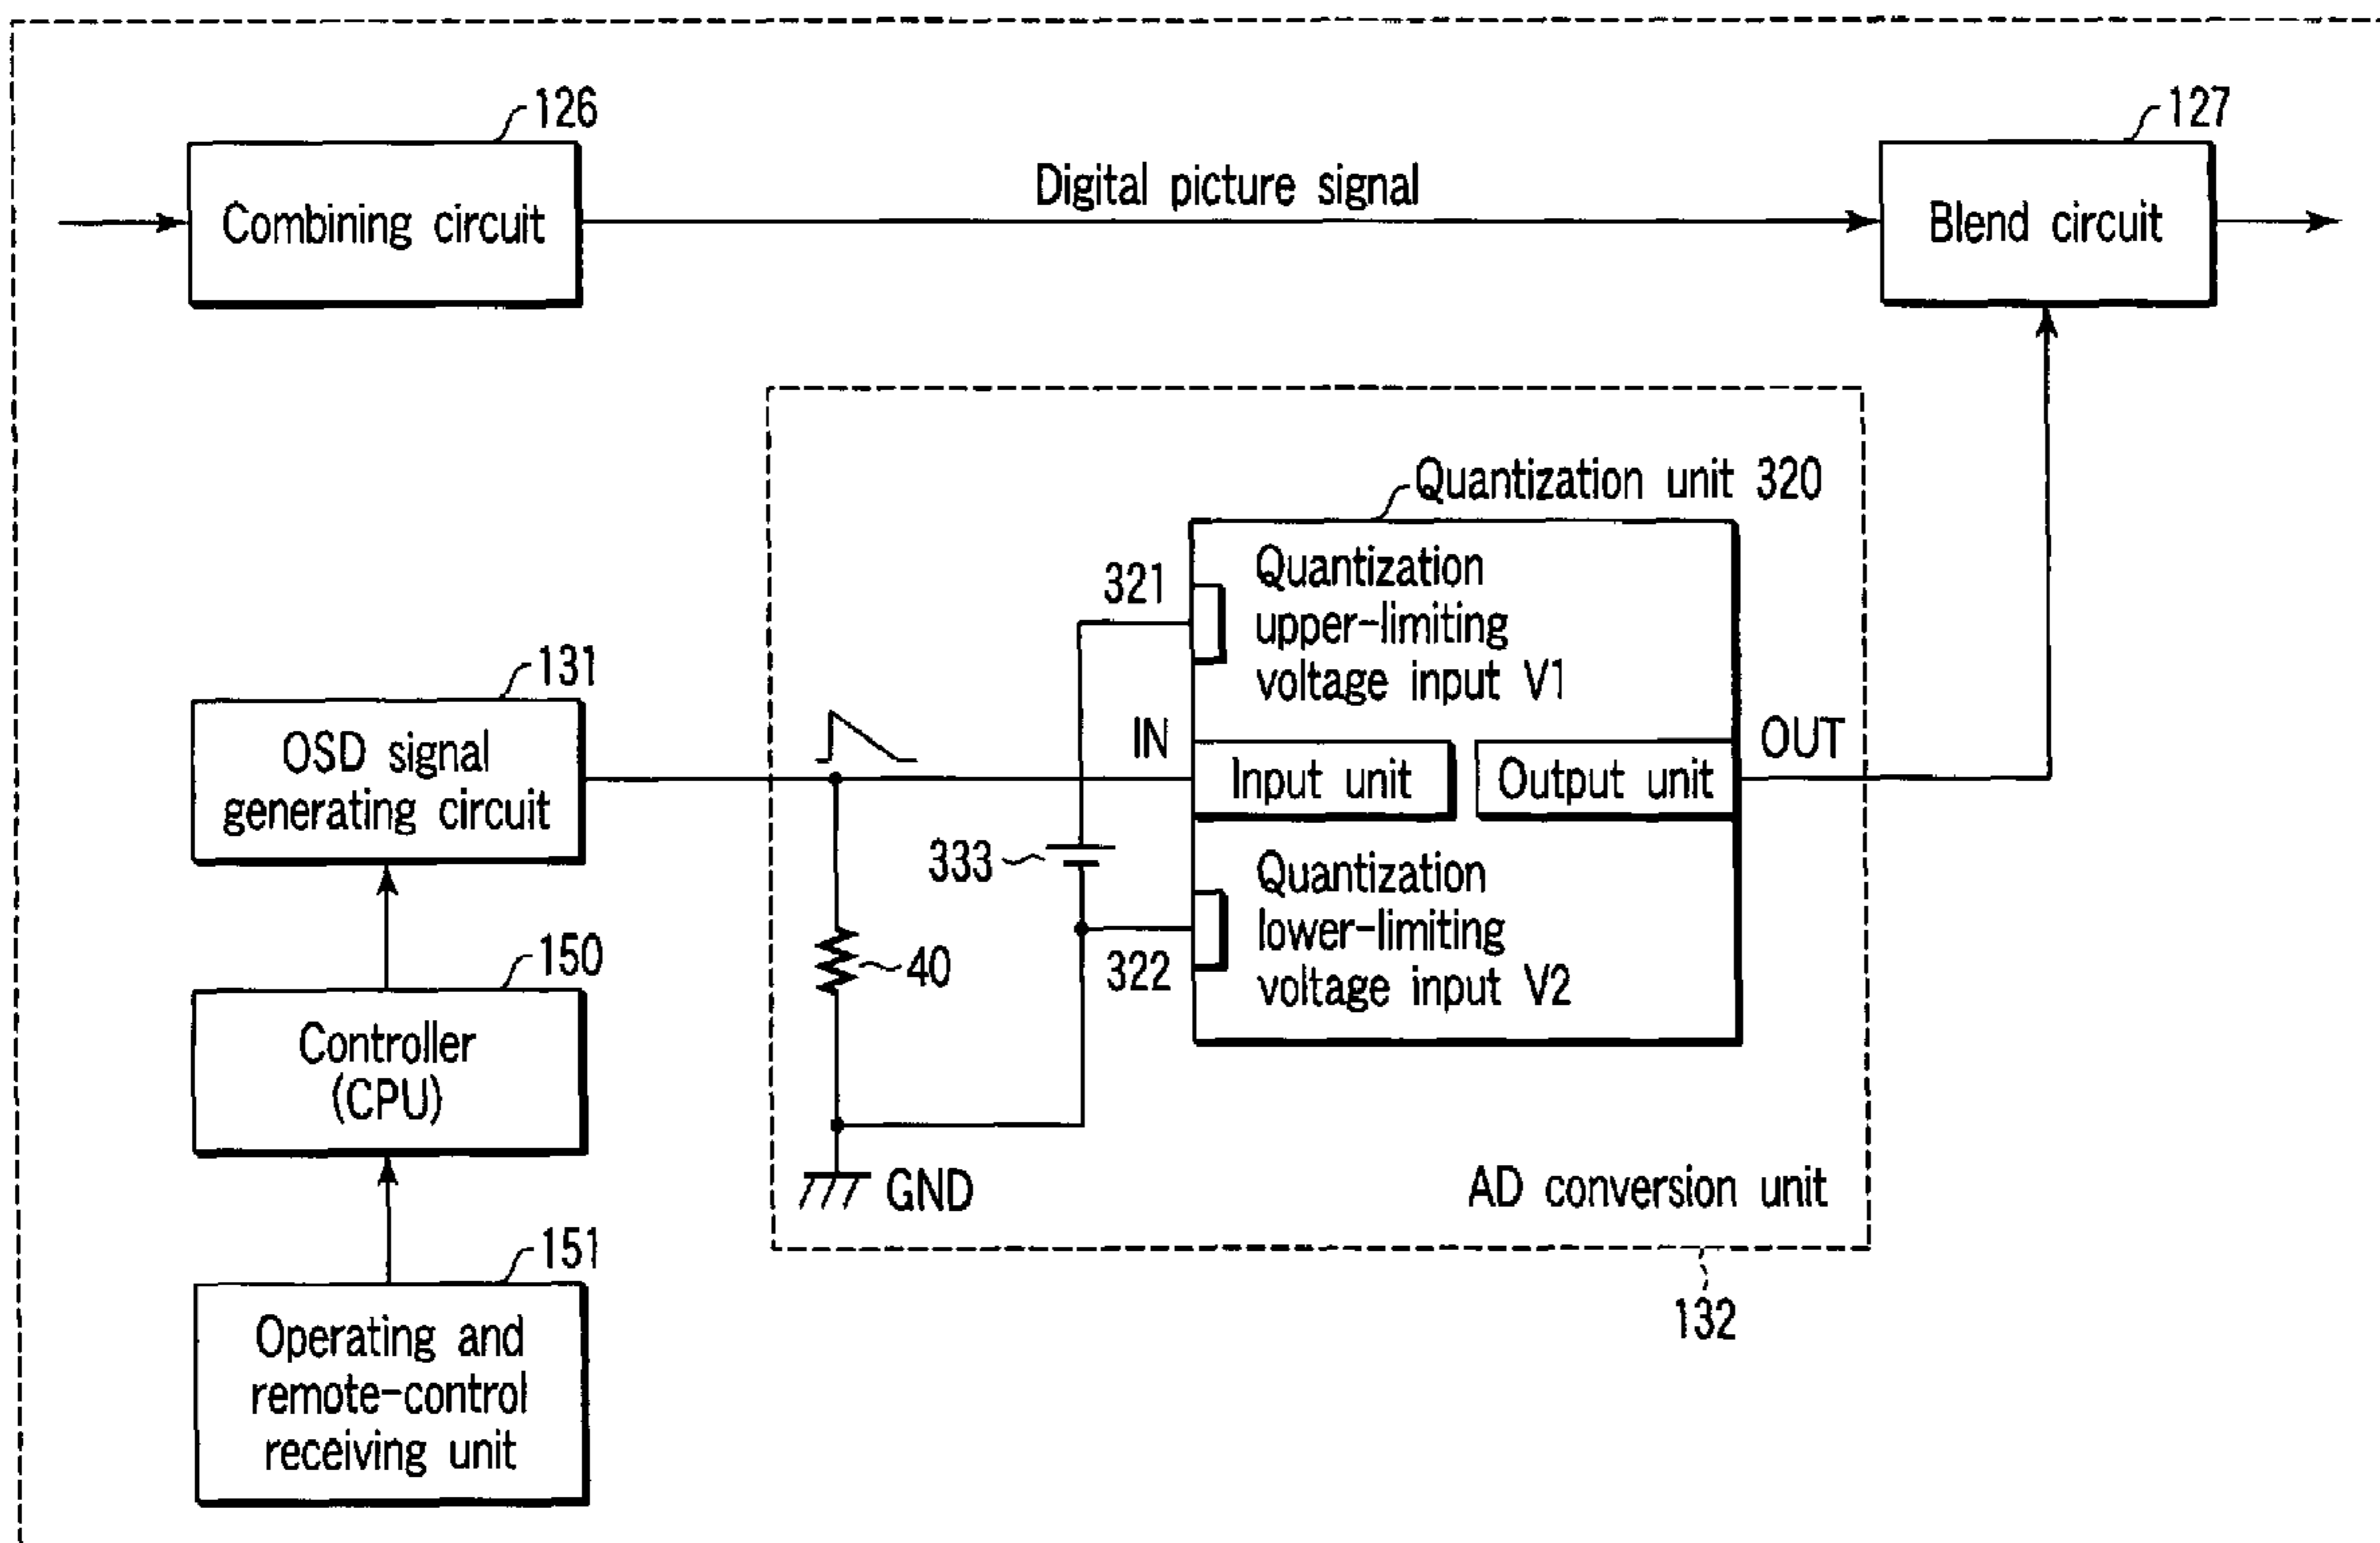 126
127
Combining circuit
Digital picture signal
Blend circuit
Quantization unit 320
321
Quantization
upper-limiting
voltage input V1
131
OSD signal
generating circuit
IN
Input unit
Output unit
OUT
333
Quantization
lower-limiting
voltage input V2
322
40
150
Controller
(CPU)
GND
AD conversion unit
132
151
Operating and
remote-control
receiving unit